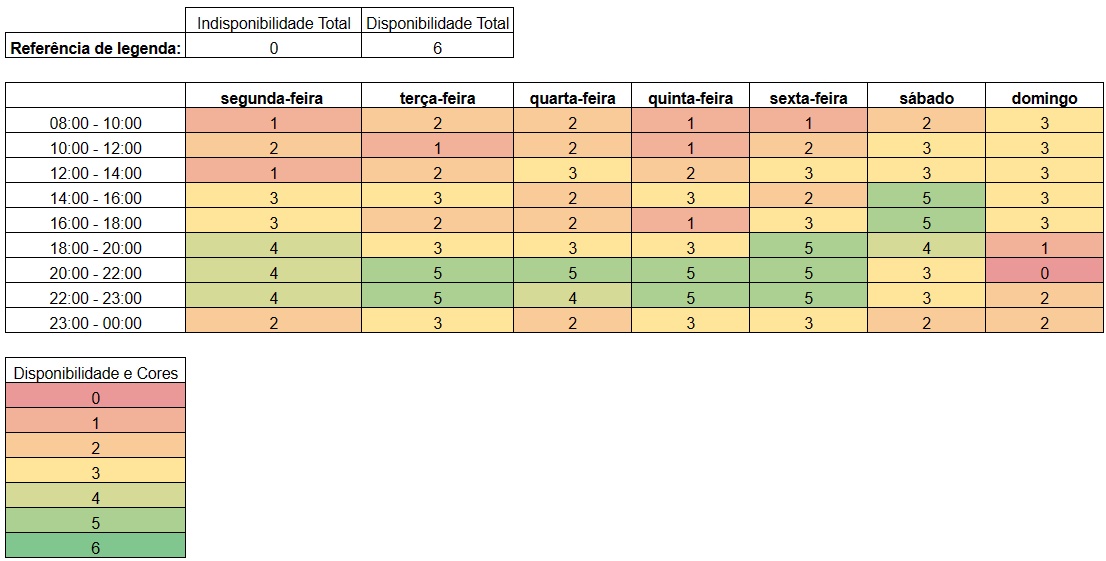 Indisponibilidade Total Disponibilidade Total
Referência de legenda: 0 6
segunda-feira terça-feira quarta-feira quinta-feira sexta-feira sábado domingo
08:00 - 10:00 1 2 2 1 1 2 3
10:00 - 12:00 2 1 2 1 2 3 3
12:00 - 14:00 1 2 3 2 3 3 3
14:00 - 16:00 3 3 2 3 2 5 3
16:00 - 18:00 3 2 2 1 3 5 3
18:00 - 20:00 4 3 3 3 5 4 1
20:00 - 22:00 4 5 5 5 5 3 0
22:00 - 23:00 4 5 4 5 5 3 2
23:00 - 00:00 2 3 2 3 3 2 2
Disponibilidade e Cores
0
1
2
3
4
5
6